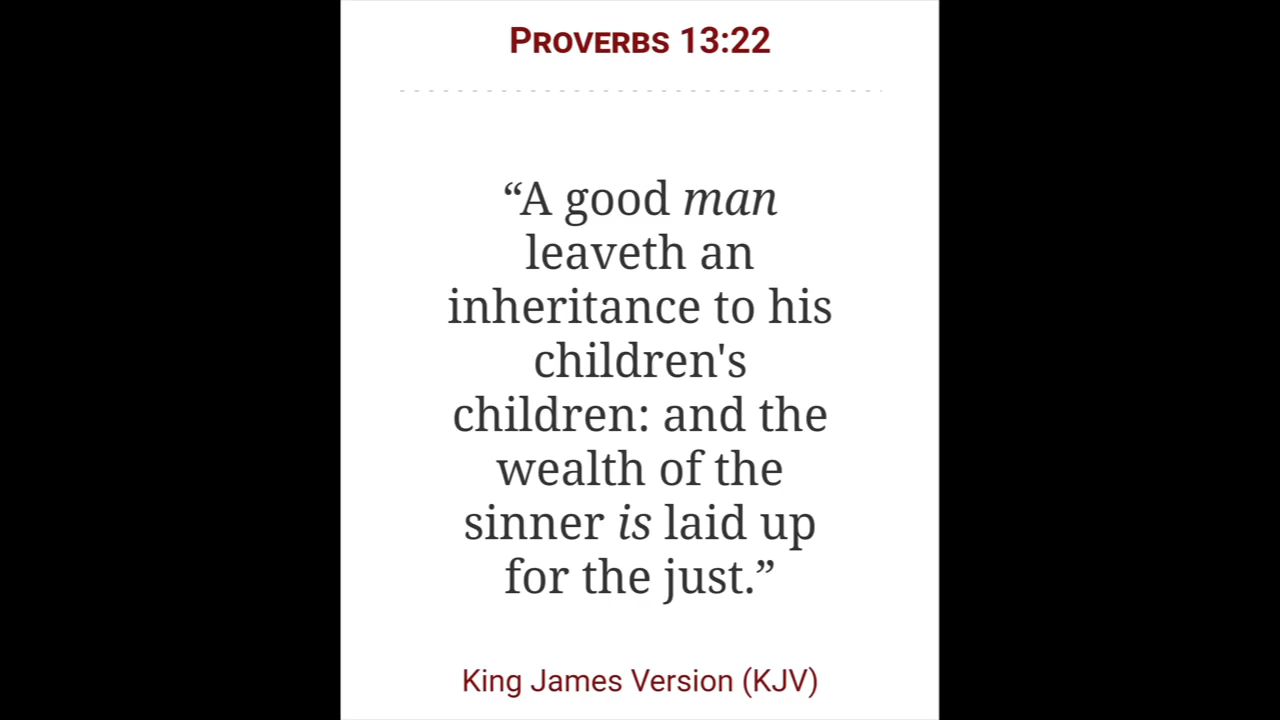 Proverbs 13:22
“A good man
leaveth an
inheritance to his
children's
children: and the
wealth of the
sinner is laid up
for the just.”
King James Version (KJV)